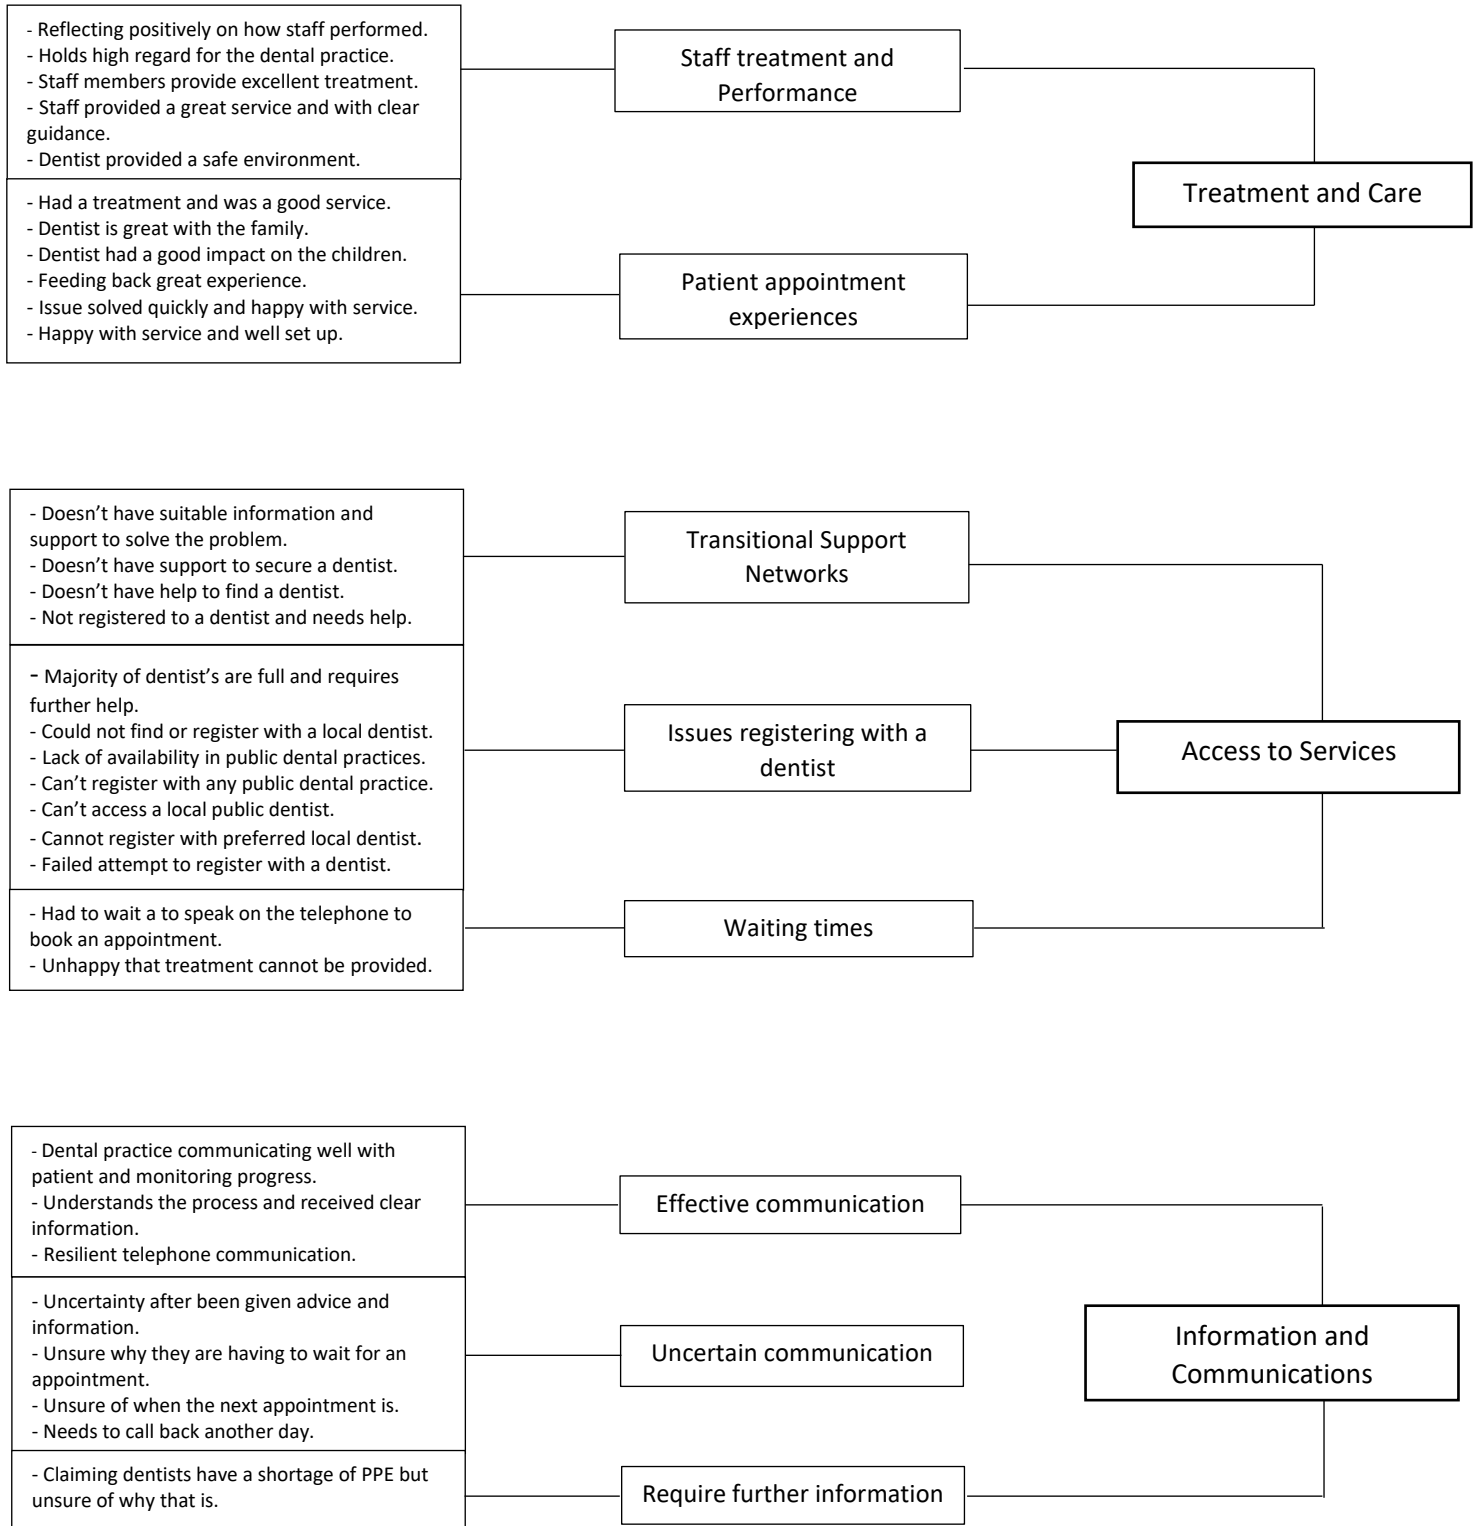 - Reflecting positively on how staff performed.
- Holds high regard for the dental practice.
- Staff members provide excellent treatment.
- Staff provided a great service and with clear
guidance.
- Dentist provided a safe environment.
Staff treatment and
Performance
- Had a treatment and was a good service.
- Dentist is great with the family.
- Dentist had a good impact on the children.
- Feeding back great experience.
- Issue solved quickly and happy with service.
- Happy with service and well set up.
Patient appointment
experiences
Treatment and Care
- Doesn’t have suitable information and
support to solve the problem.
- Doesn’t have support to secure a dentist.
- Doesn’t have help to find a dentist.
- Not registered to a dentist and needs help.
Transitional Support
Networks
- Majority of dentist’s are full and requires
further help.
- Could not find or register with a local dentist.
- Lack of availability in public dental practices.
- Can’t register with any public dental practice.
- Can’t access a local public dentist.
- Cannot register with preferred local dentist.
- Failed attempt to register with a dentist.
Issues registering with a
dentist
Access to Services
- Had to wait a to speak on the telephone to
book an appointment.
- Unhappy that treatment cannot be provided.
Waiting times
- Dental practice communicating well with
patient and monitoring progress.
- Understands the process and received clear
information.
- Resilient telephone communication.
Effective communication
- Uncertainty after been given advice and
information.
- Unsure why they are having to wait for an
appointment.
- Unsure of when the next appointment is.
- Needs to call back another day.
Uncertain communication
Information and
Communications
- Claiming dentists have a shortage of PPE but
unsure of why that is.
Require further information